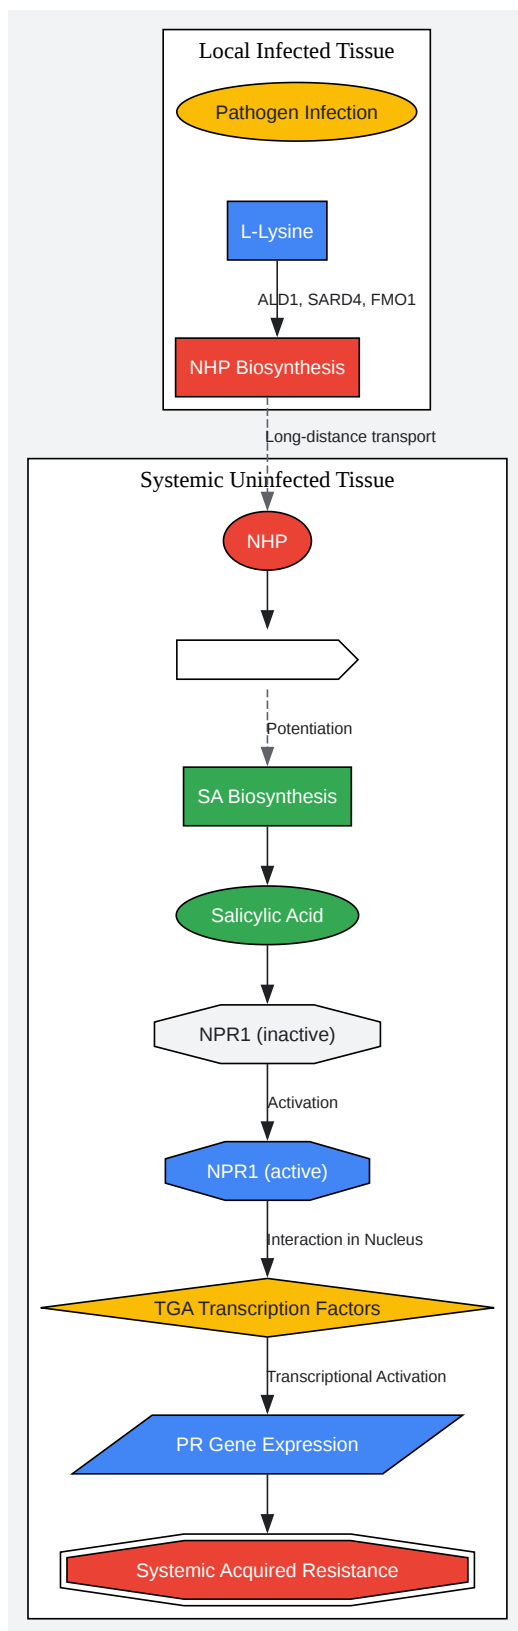 Local Infected Tissue
Pathogen Infection
L-Lysine
ALD1, SARD4, FMO1
NHP Biosynthesis
Long-distance transport
Systemic Uninfected Tissue
NHP
Potentiation
SA Biosynthesis
Salicylic Acid
NPR1 (inactive)
Activation
NPR1 (active)
Interaction in Nucleus
TGA Transcription Factors
Transcriptional Activation
PR Gene Expression
Systemic Acquired Resistance